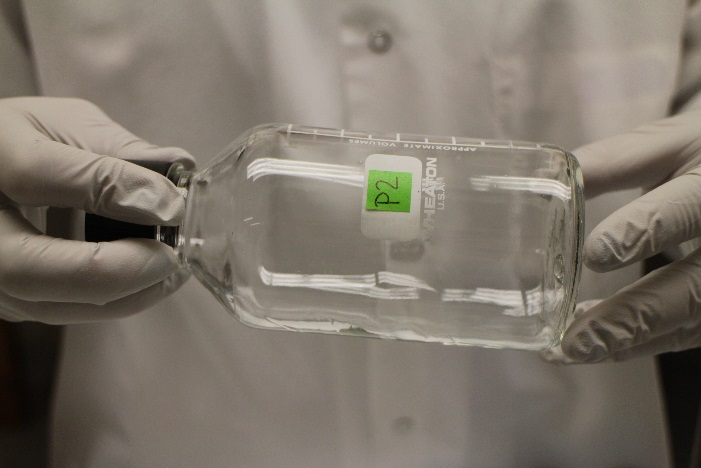 APPROXIMATE VOLUMES
P2
WHEATON
U.S.A.